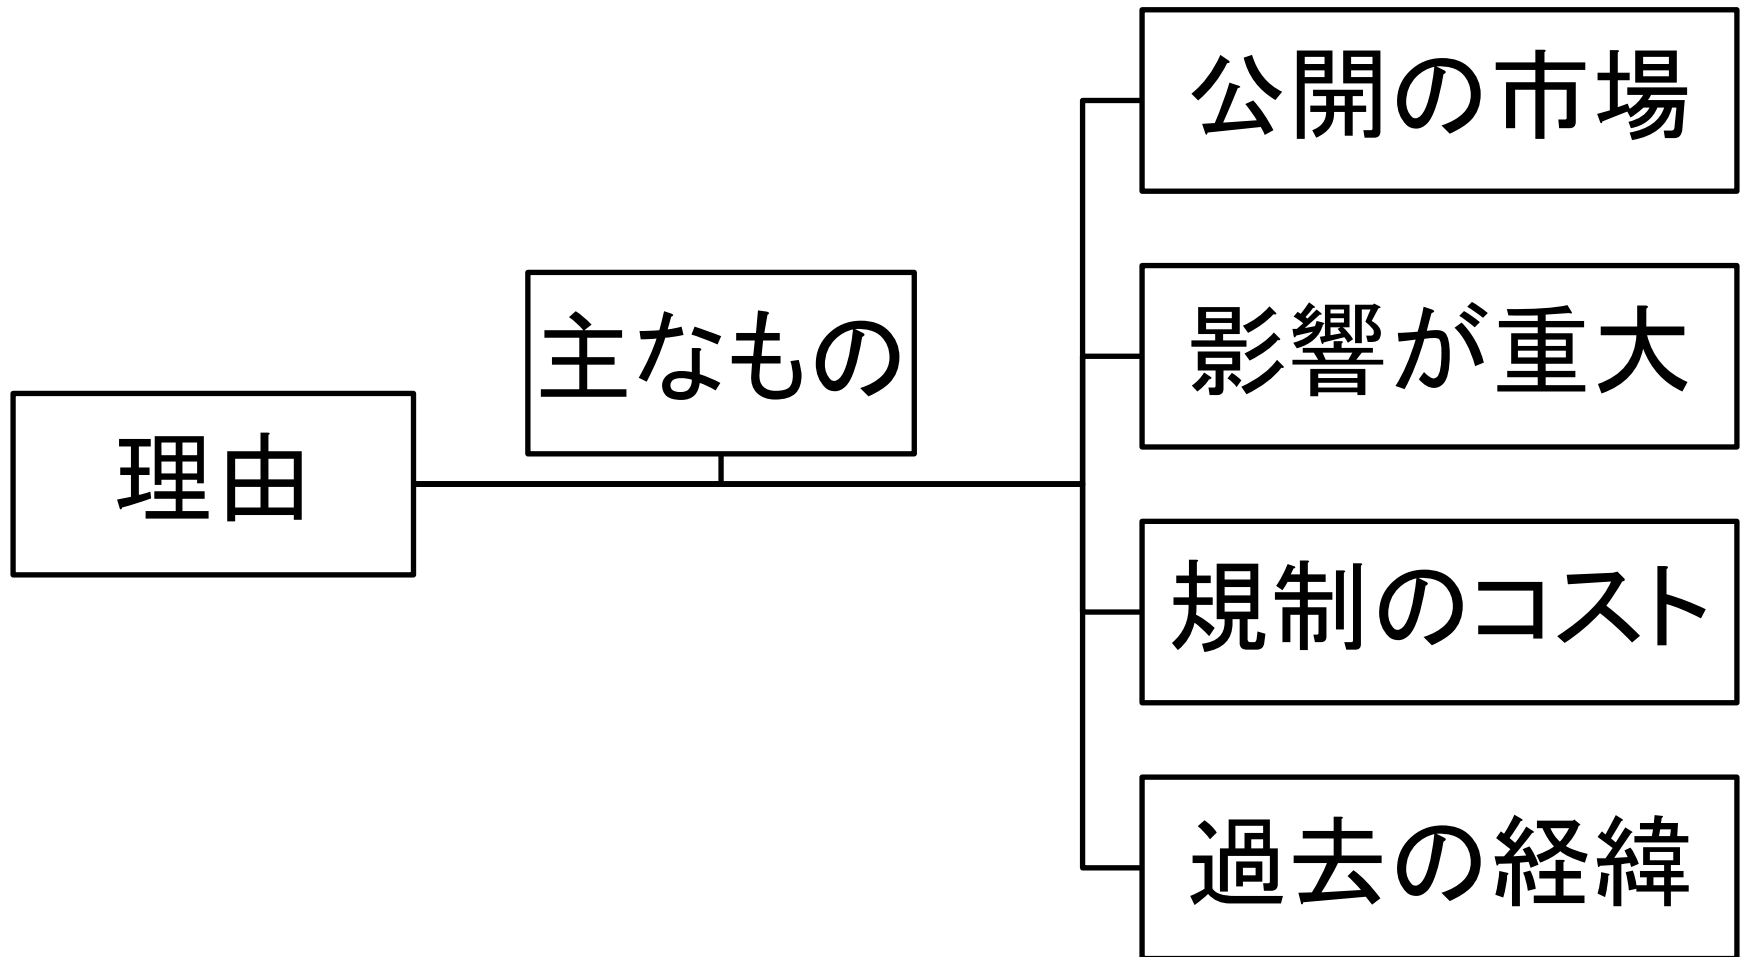 理由
主なもの
公開の市場
影響が重大
規制のコスト
過去の経緯